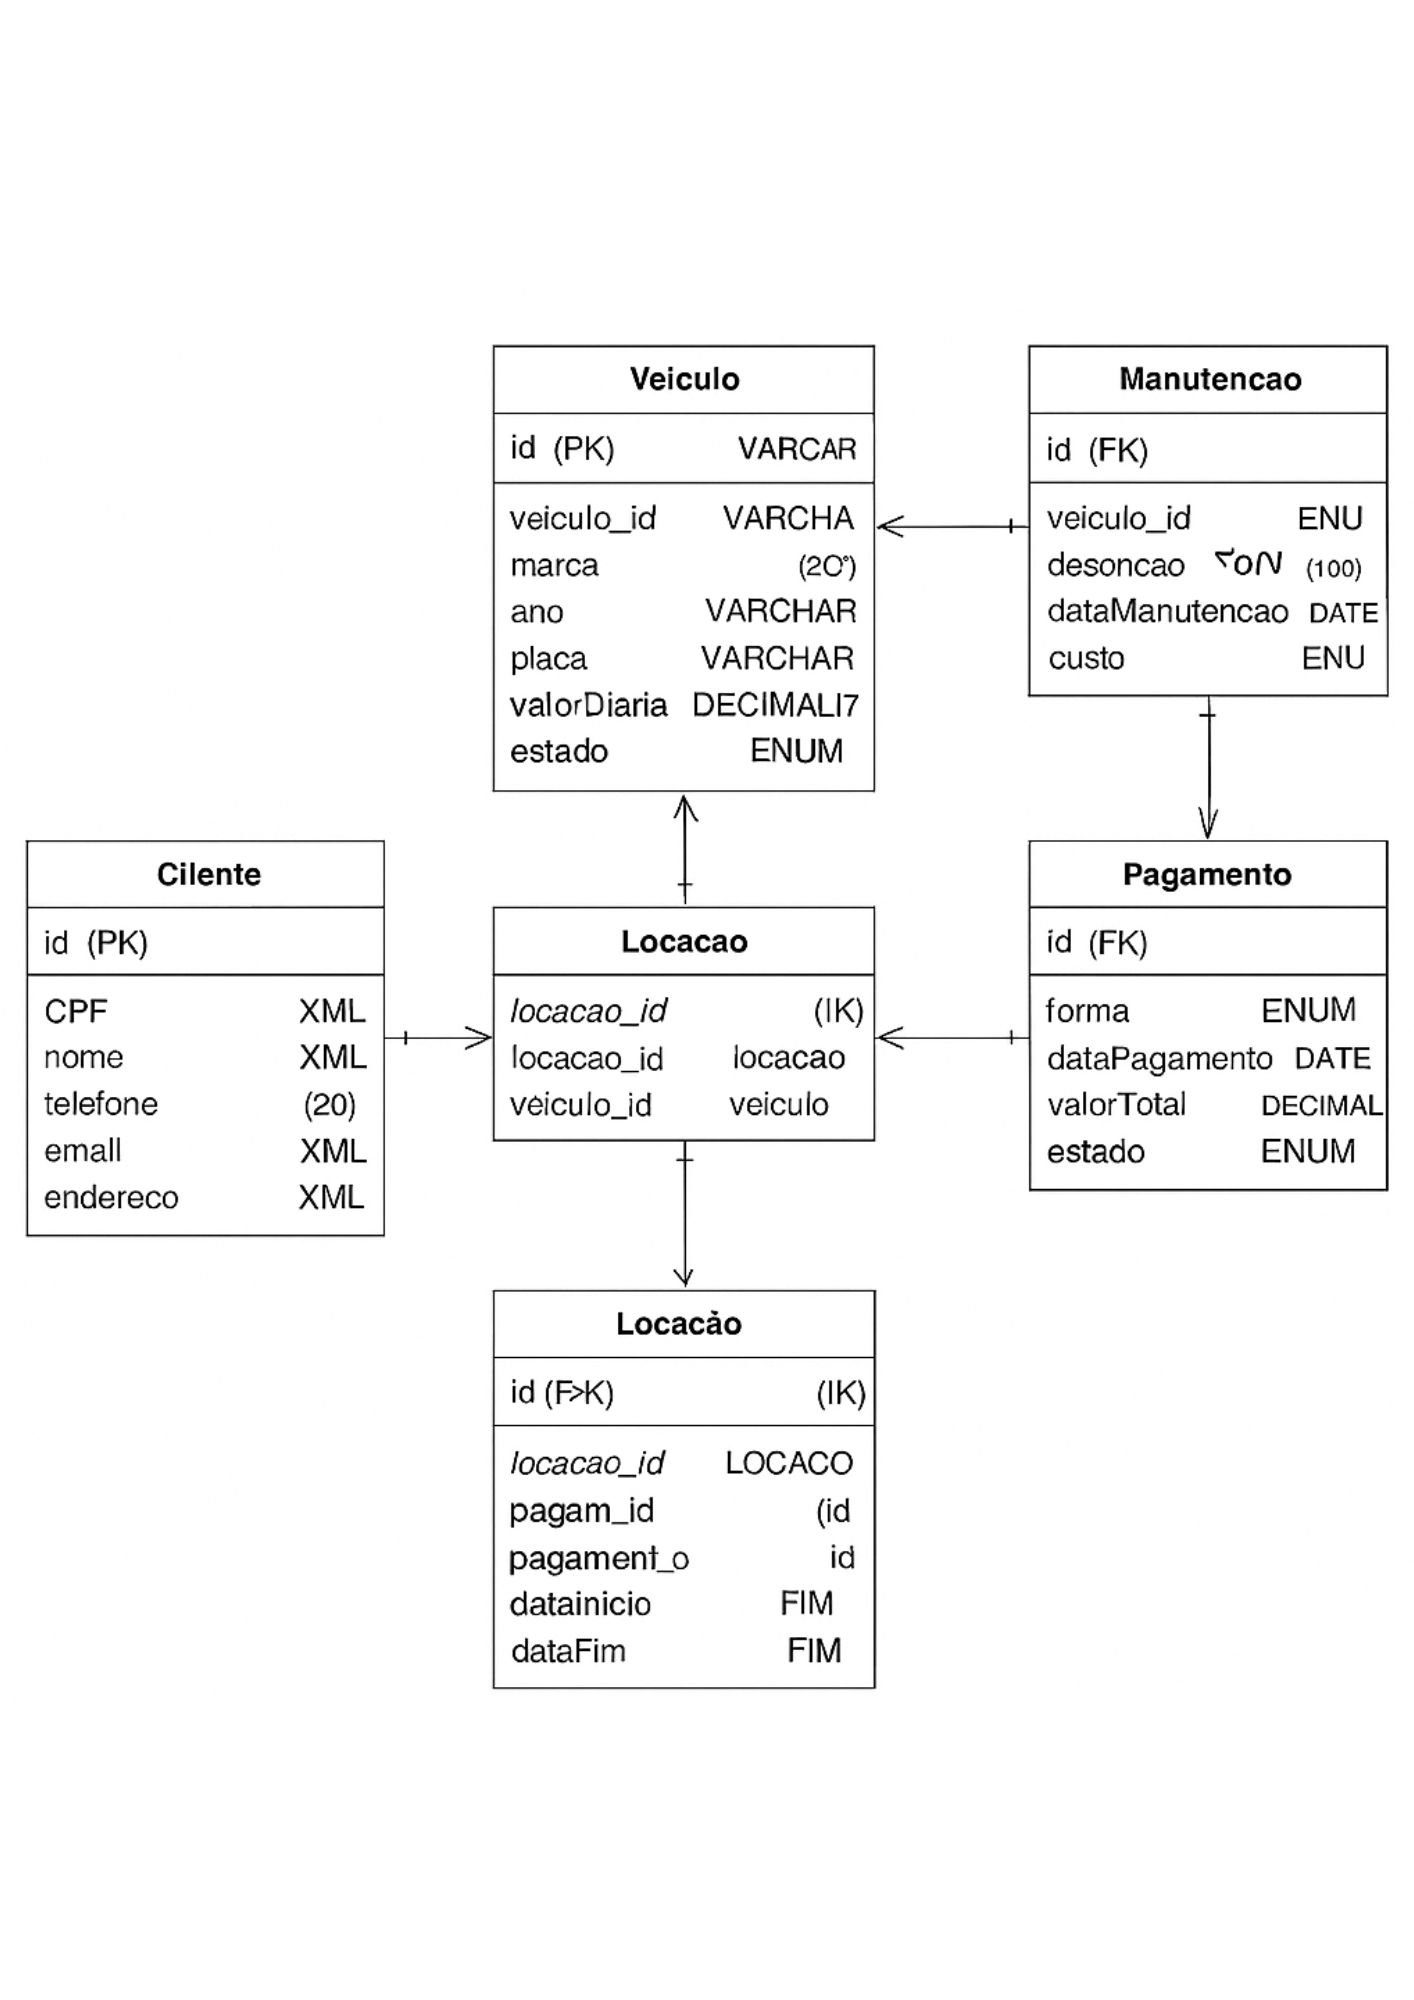 Veiculo
id (PK) VARCAR
veiculo_id VARCHA
marca (2O°)
ano VARCHAR
placa VARCHAR
valorDiaria DECIMALI7
estado ENUM
Manutencao
id (FK)
veiculo_id ENU
desoncao (100)
dataManutencao DATE
custo ENU
Cilente
id (PK)
CPF XML
nome XML
telefone (20)
emall XML
endereco XML
Locacao
locacao_id (IK)
locacao_id locacao
veiculo_id veiculo
Pagamento
id (FK)
forma ENUM
dataPagamento DATE
valorTotal DECIMAL
estado ENUM
Locacảo
id (F>K) (IK)
locacao_id LOCACO
pagam_id (id
pagament_o id
datainicio FIM
dataFim FIM